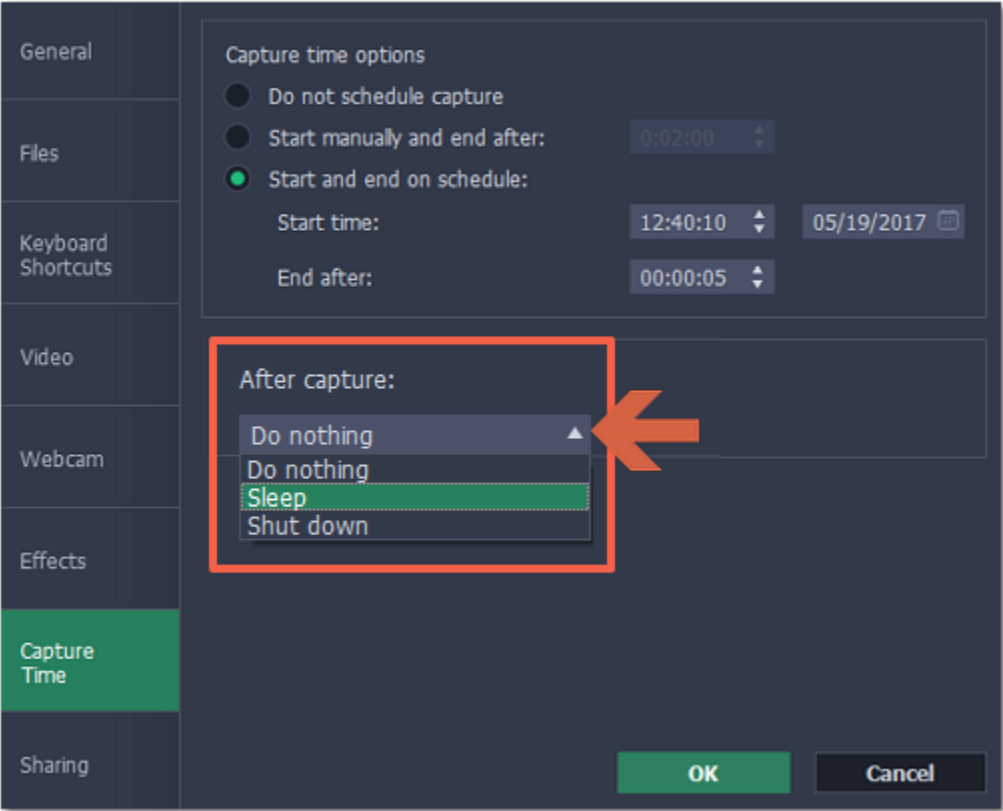 General
Files
Keyboard
Shortcuts
Video
Webcam
Effects
Capture
Time
Sharing
Capture time options
Do not schedule capture
Start manually and end after: 0:02:00
Start and end on schedule:
Start time: 12:40:10 05/19/2017
End after: 00:00:05
After capture:
Do nothing
Do nothing
Sleep
Shut down
OK Cancel